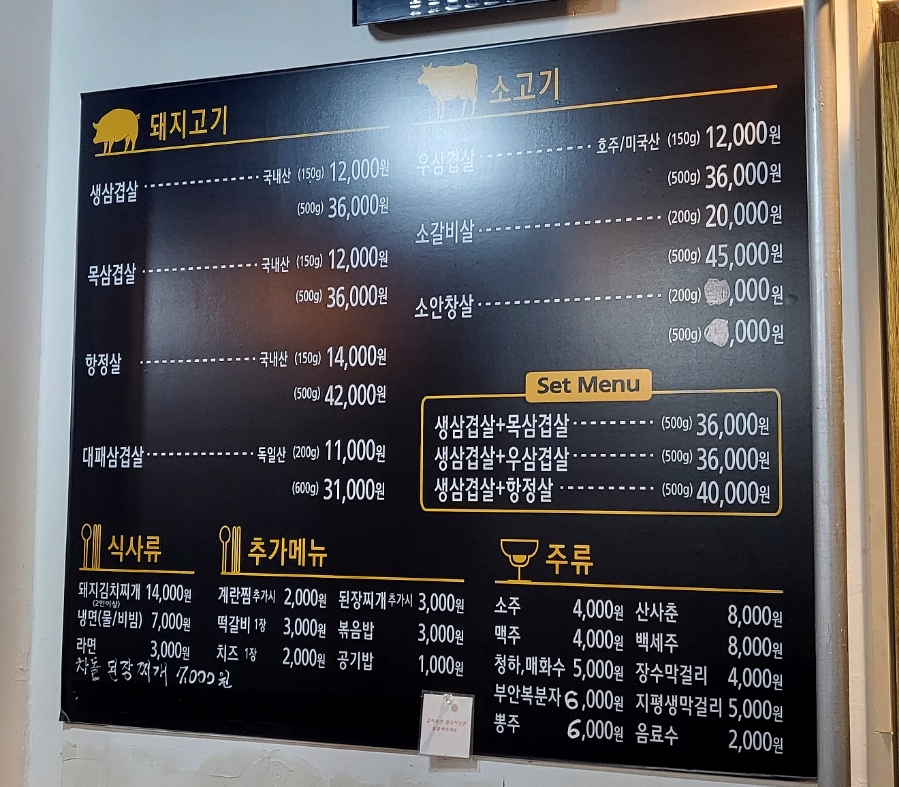 돼지고기
생삼겹살 국내산 (150g) 12,000원
(500g) 36,000원
목삼겹살 국내산 (150g) 12,000원
(500g) 36,000원
항정살 국내산 (150g) 14,000원
(500g) 42,000원
대패삼겹살 독일산 (200g) 11,000원
(600g) 31,000원
소고기
우삼겹살 호주/미국산 (150g) 12,000원
(500g) 36,000원
소갈비살 (200g) 20,000원
(500g) 45,000원
소안창살 (200g) ,000원
(500g) ,000원
Set Menu
생삼겹살+목삼겹살 (500g) 36,000원
생삼겹살+우삼겹살 (500g) 36,000원
생삼겹살+항정살 (500g) 40,000원
식사류
돼지김치찌개 14,000원
(2인이상)
냉면(물/비빔) 7,000원
라면 3,000원
차돌 된장찌개 7.000원
추가메뉴
계란찜 추가시 2,000원 된장찌개 추가시 3,000원
떡갈비 1장 3,000원 볶음밥 3,000원
치즈 1장 2,000원 공기밥 1,000원
주류
소주 4,000원 산사춘 8,000원
맥주 4,000원 백세주 8,000원
청하,매화수 5,000원 장수막걸리 4,000원
부안복분자 6,000원 지평생막걸리 5,000원
뽕주 6,000원 음료수 2,000원